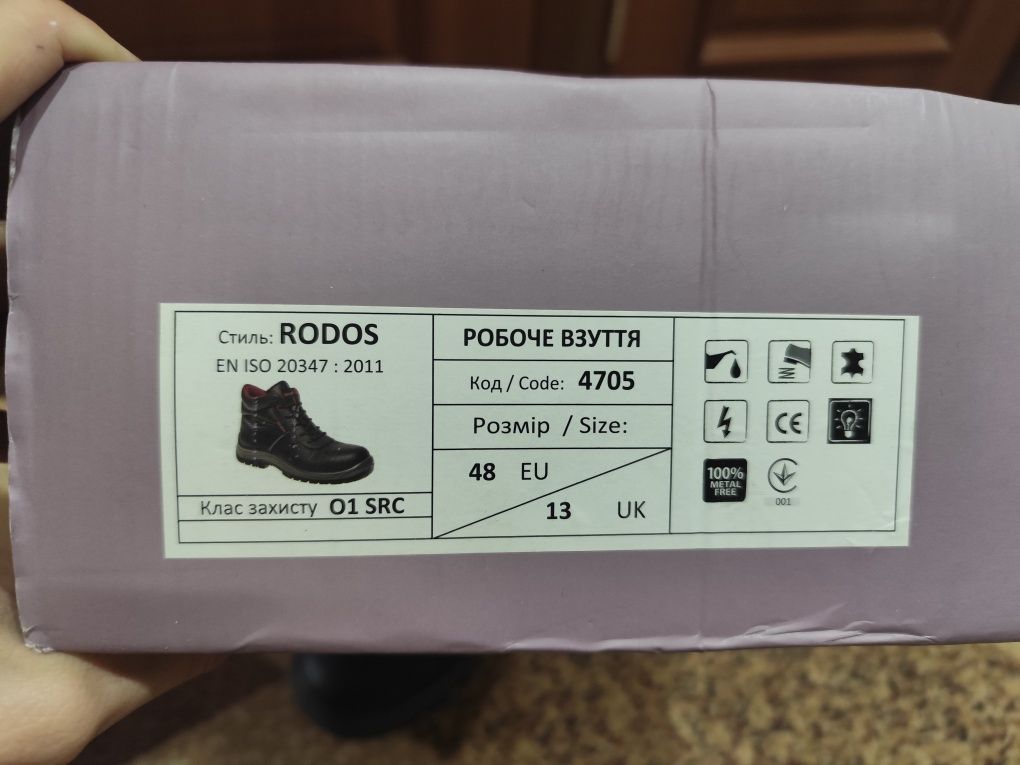 Стиль: RODOS
EN ISO 20347 : 2011
Клас захисту O1 SRC
РОБОЧЕ ВЗУТТЯ
Код / Code: 4705
Розмір / Size:
48 EU
13 UK
CE
100%
METAL
FREE
001